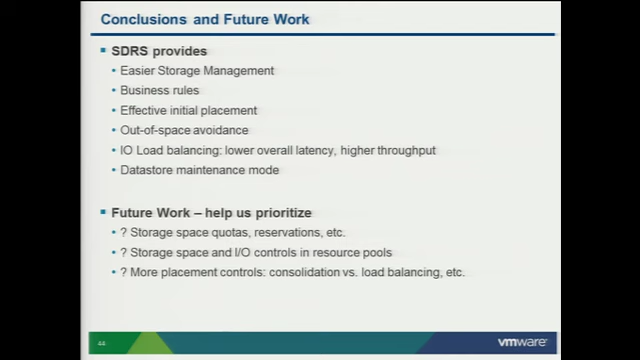 Conclusions and Future Work
▪ SDRS provides
• Easier Storage Management
• Business rules
• Effective initial placement
• Out-of-space avoidance
• IO Load balancing: lower overall latency, higher throughput
• Datastore maintenance mode
▪ Future Work – help us prioritize
• ? Storage space quotas, reservations, etc.
• ? Storage space and I/O controls in resource pools
• ? More placement controls: consolidation vs. load balancing, etc.
44
vmware®